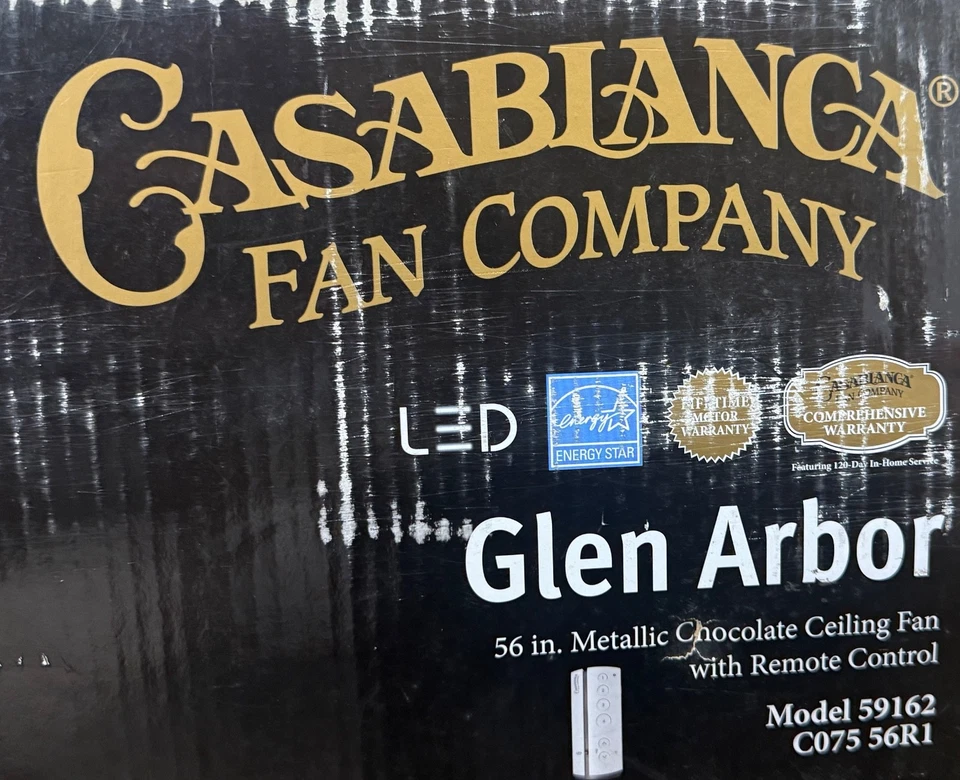 CASABLANCA®
FAN COMPANY
LED
energy
ENERGY STAR
LIFETIME
MOTOR
WARRANTY
CASABLANCA
FAN COMPANY
COMPREHENSIVE
WARRANTY
Featuring 120-Day In-Home Service
Glen Arbor
56 in. Metallic Chocolate Ceiling Fan
with Remote Control
Model 59162
C075 56R1